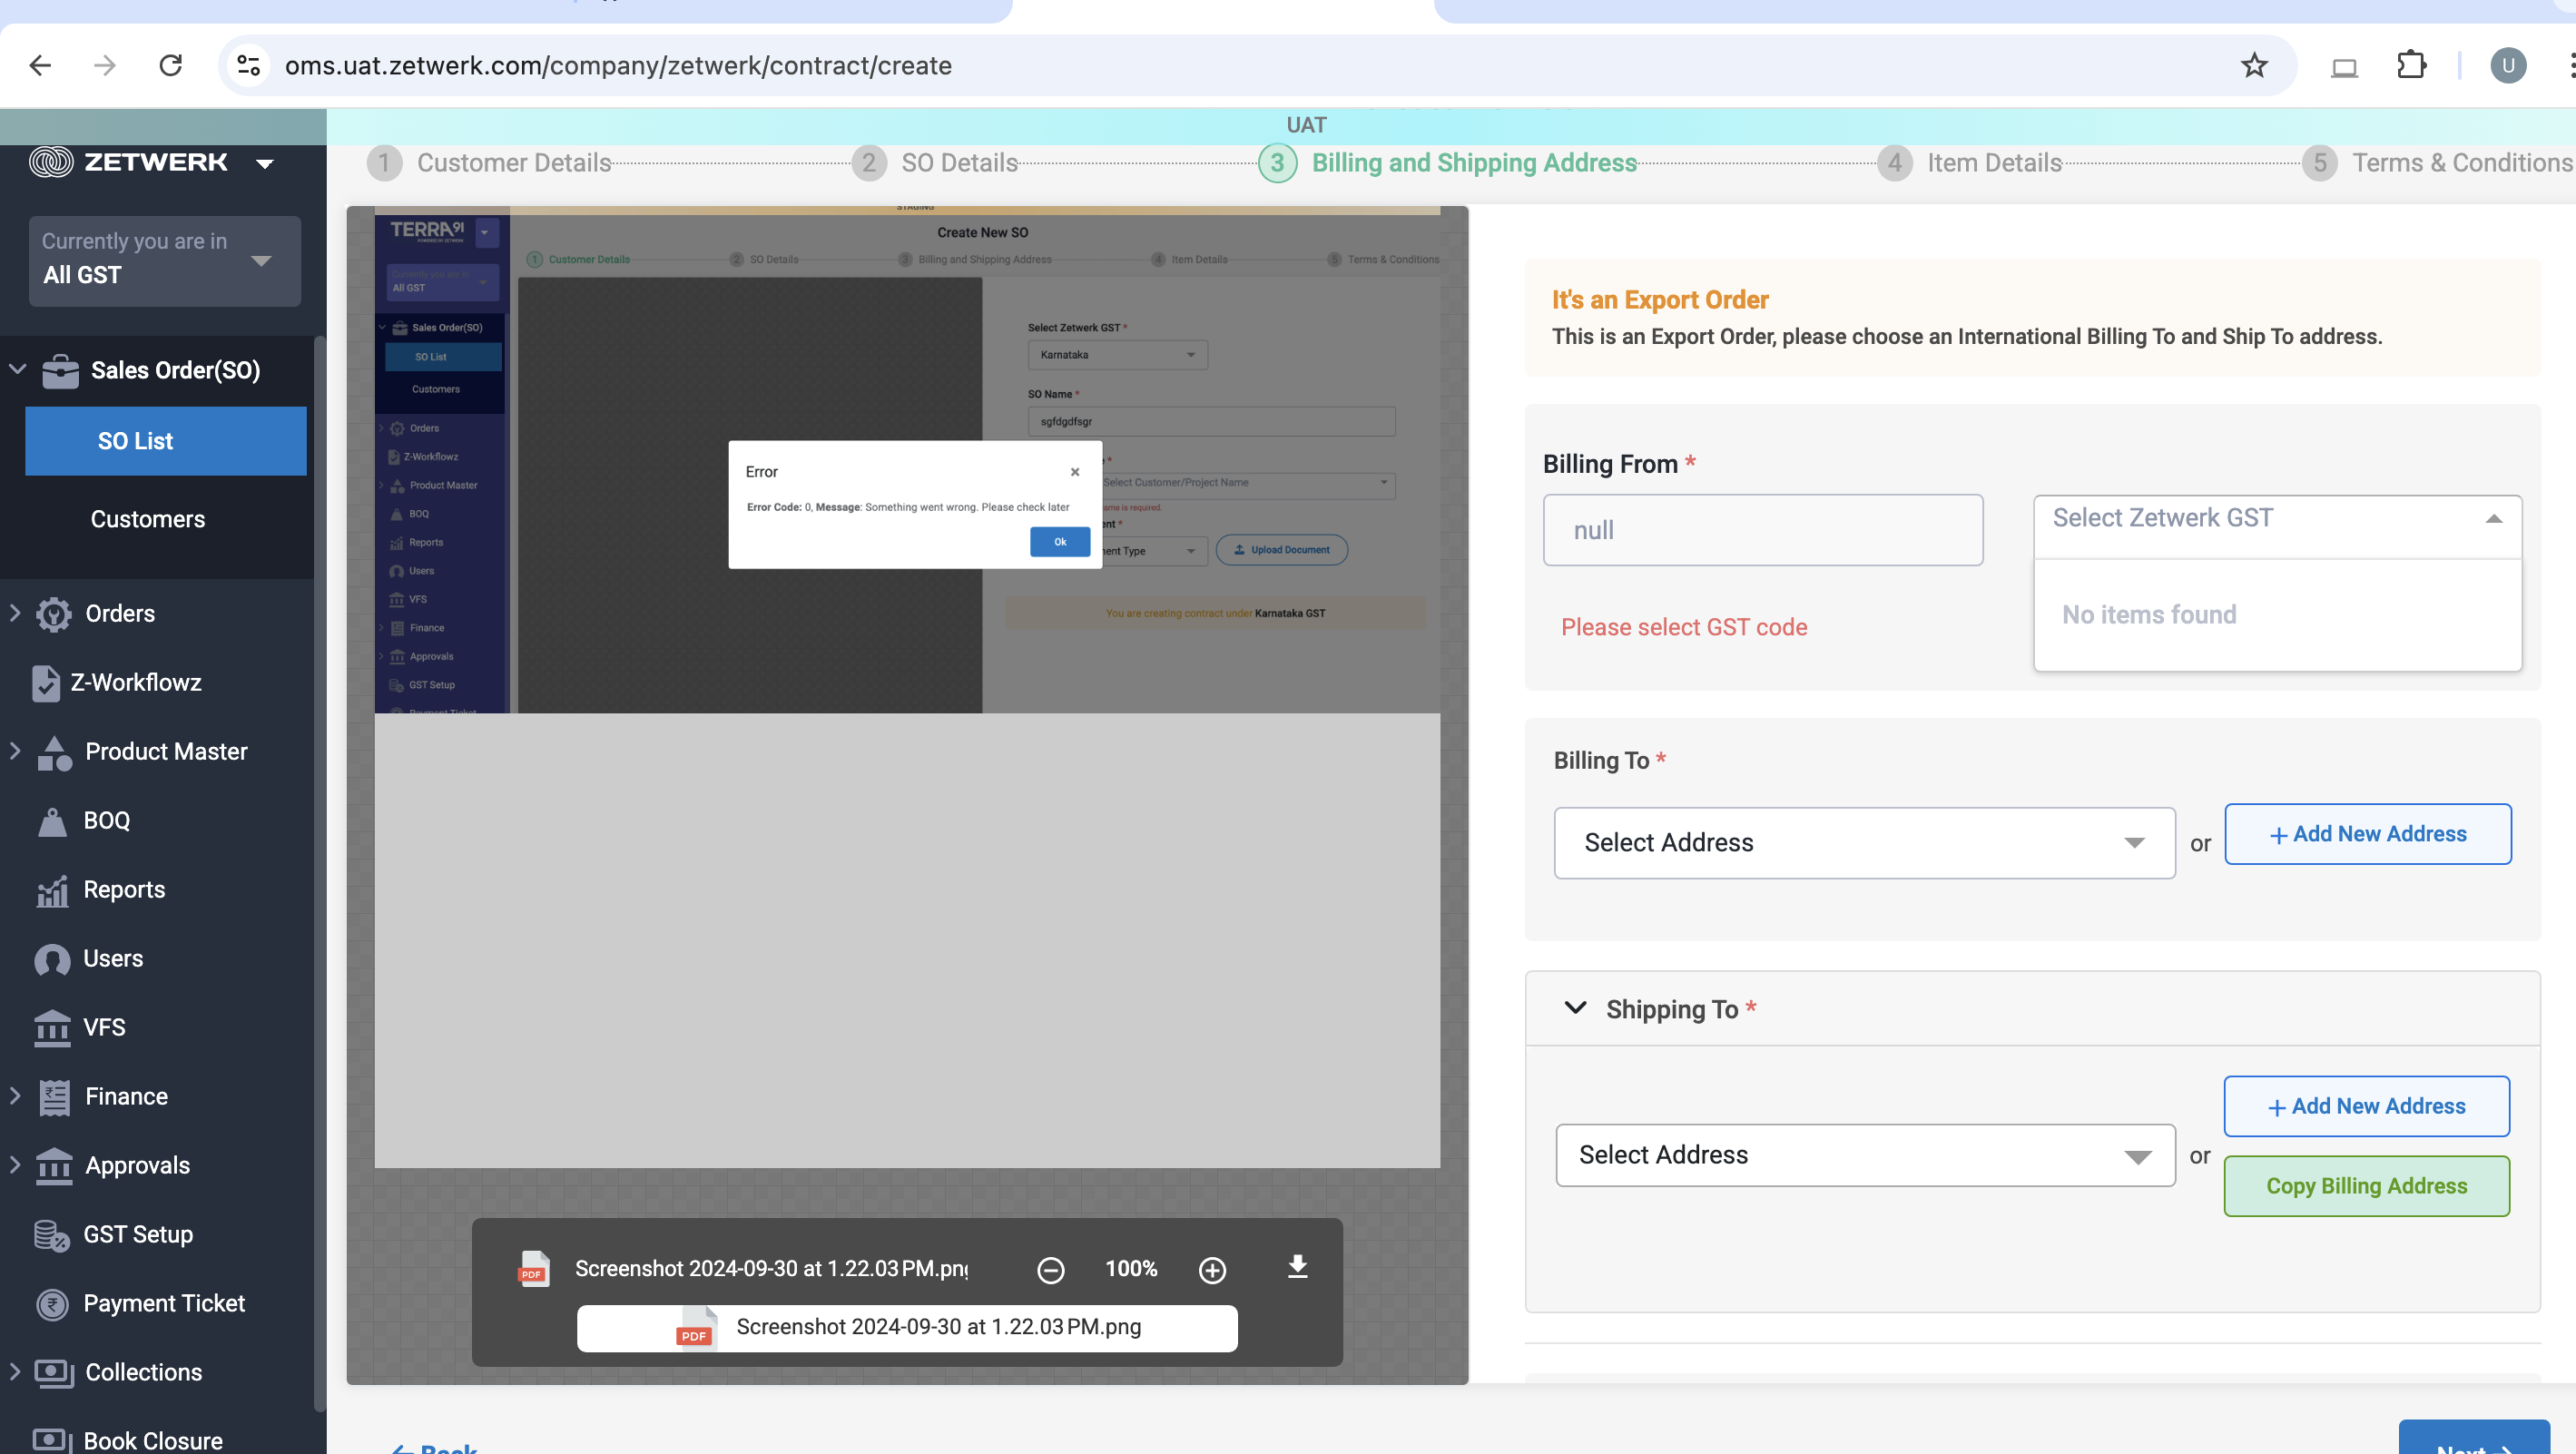 oms.uat.zetwerk.com/company/zetwerk/contract/create
U
UAT
ZETWERK
1 Customer Details
2 SO Details
3 Billing and Shipping Address
4 Item Details
5 Terms & Conditions
Currently you are in
All GST
Sales Order(SO)
SO List
Customers
Orders
Z-Workflowz
Product Master
BOQ
Reports
Users
VFS
Finance
Approvals
GST Setup
Payment Ticket
Collections
Book Closure
STAGING
TERRA91
POWERED BY ZETWERK
Create New SO
1 Customer Details
2 SO Details
3 Billing and Shipping Address
4 Item Details
5 Terms & Conditions
Currently you are in
All GST
Sales Order(SO)
SO List
Customers
Orders
Z-Workflowz
Product Master
BOQ
Reports
Users
VFS
Finance
Approvals
GST Setup
Payment Ticket
Select Zetwerk GST *
Karnataka
SO Name *
sgfdgdfsgr
*
Select Customer/Project Name
ame is required.
ent *
ent Type
Upload Document
You are creating contract under Karnataka GST
Error
×
Error Code: 0, Message: Something went wrong. Please check later
Ok
PDF
Screenshot 2024-09-30 at 1.22.03 PM.png
100%
PDF
Screenshot 2024-09-30 at 1.22.03 PM.png
It's an Export Order
This is an Export Order, please choose an International Billing To and Ship To address.
Billing From *
null
Select Zetwerk GST
No items found
Please select GST code
Billing To *
Select Address
or
+ Add New Address
Shipping To *
Select Address
or
+ Add New Address
Copy Billing Address
← Back
Next →